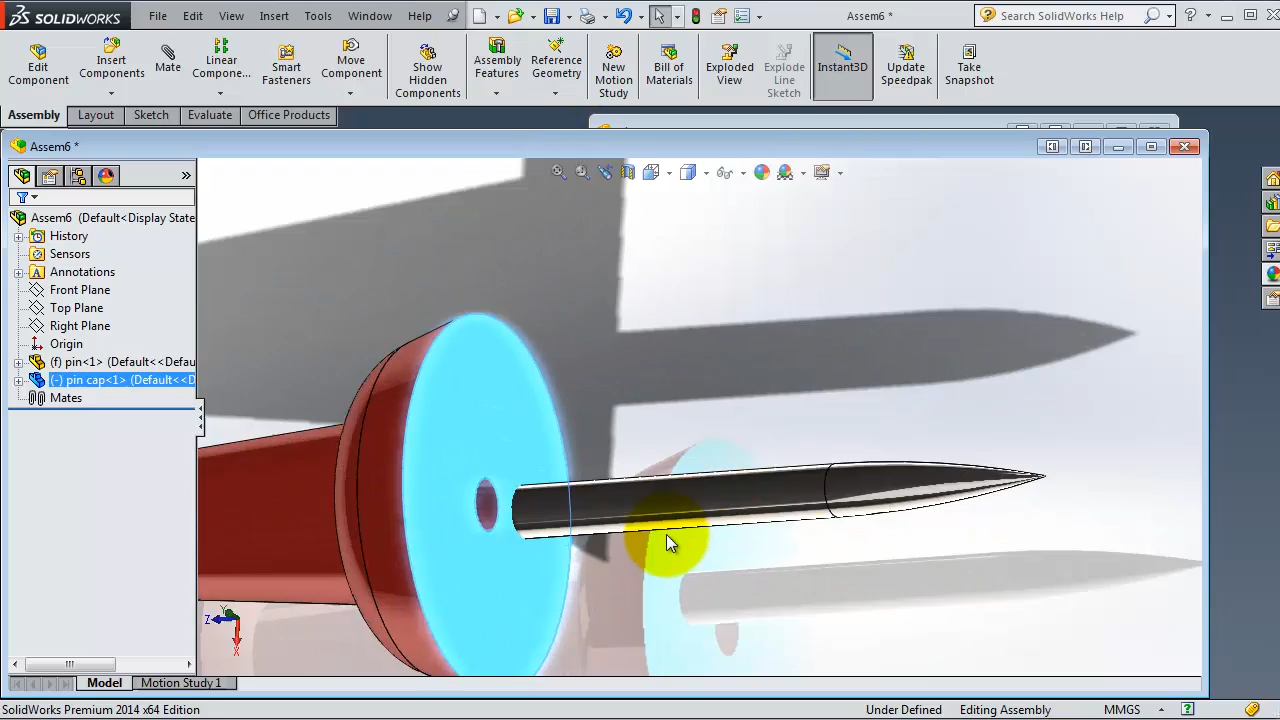 SOLIDWORKS File Edit View Insert Tools Window Help Assem6 * Search SolidWorks Help
Edit Component
Insert Components
Mate
Linear Compone...
Smart Fasteners
Move Component
Show Hidden Components
Assembly Features
Reference Geometry
New Motion Study
Bill of Materials
Exploded View
Explode Line Sketch
Instant3D
Update Speedpak
Take Snapshot
Assembly Layout Sketch Evaluate Office Products
Assem6 *
Assem6 (Default<Display State
History
Sensors
Annotations
Front Plane
Top Plane
Right Plane
Origin
(f) pin<1> (Default<<Defau
(-) pin cap<1> (Default<<D
Mates
Y
Z
X
Model Motion Study 1
SolidWorks Premium 2014 x64 Edition Under Defined Editing Assembly MMGS